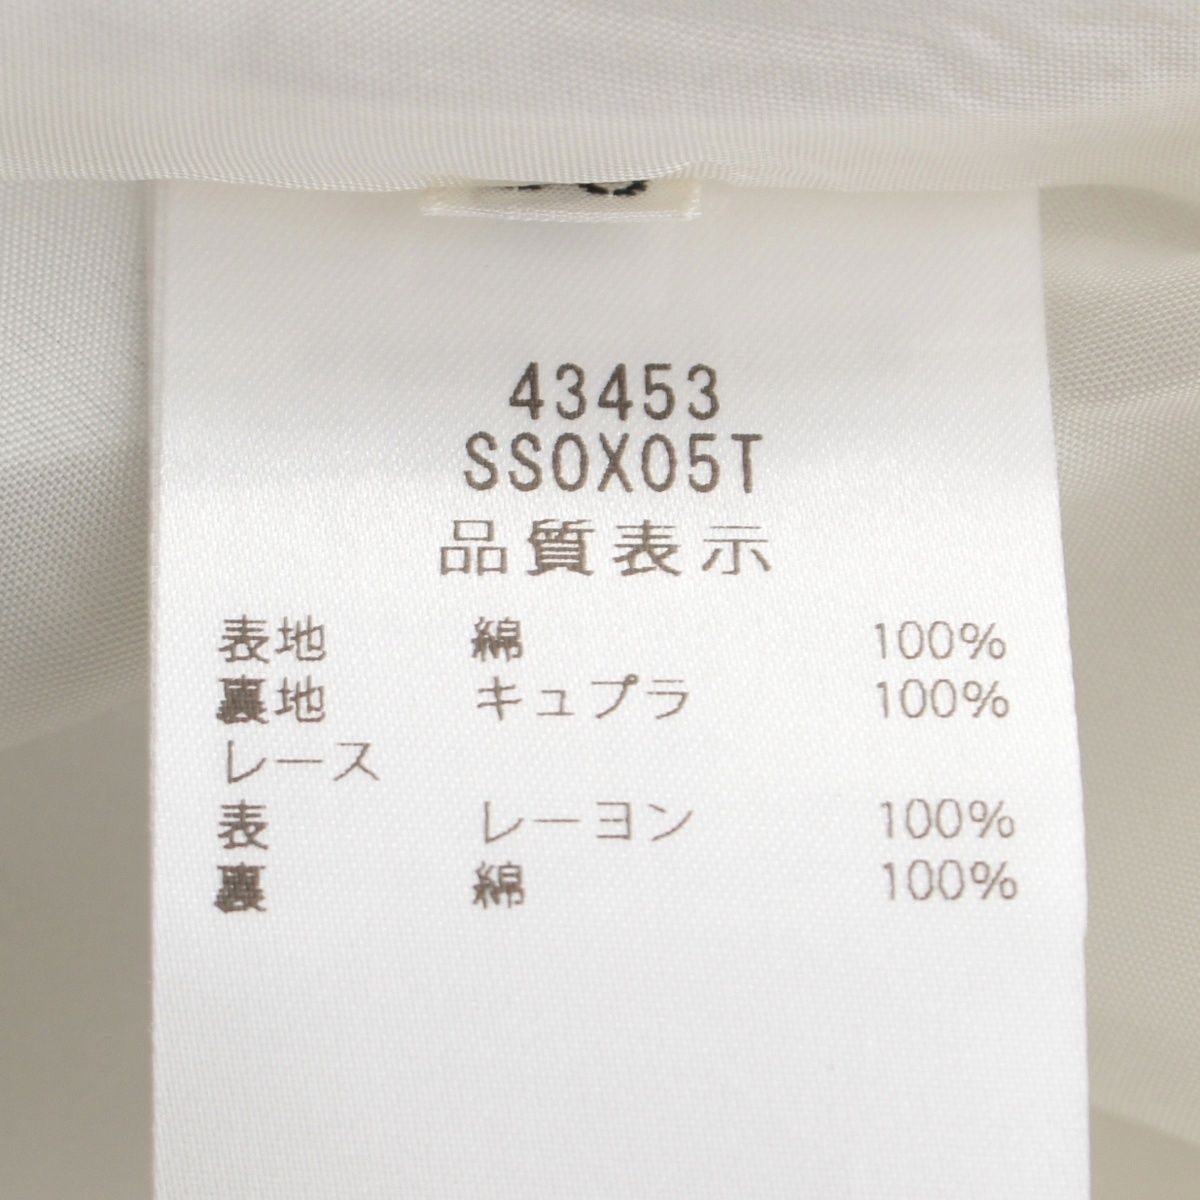 43453
SS0X05T
品質表示
表地 綿 100%
裏地 キュプラ 100%
レース
表 レーヨン 100%
裏 綿 100%